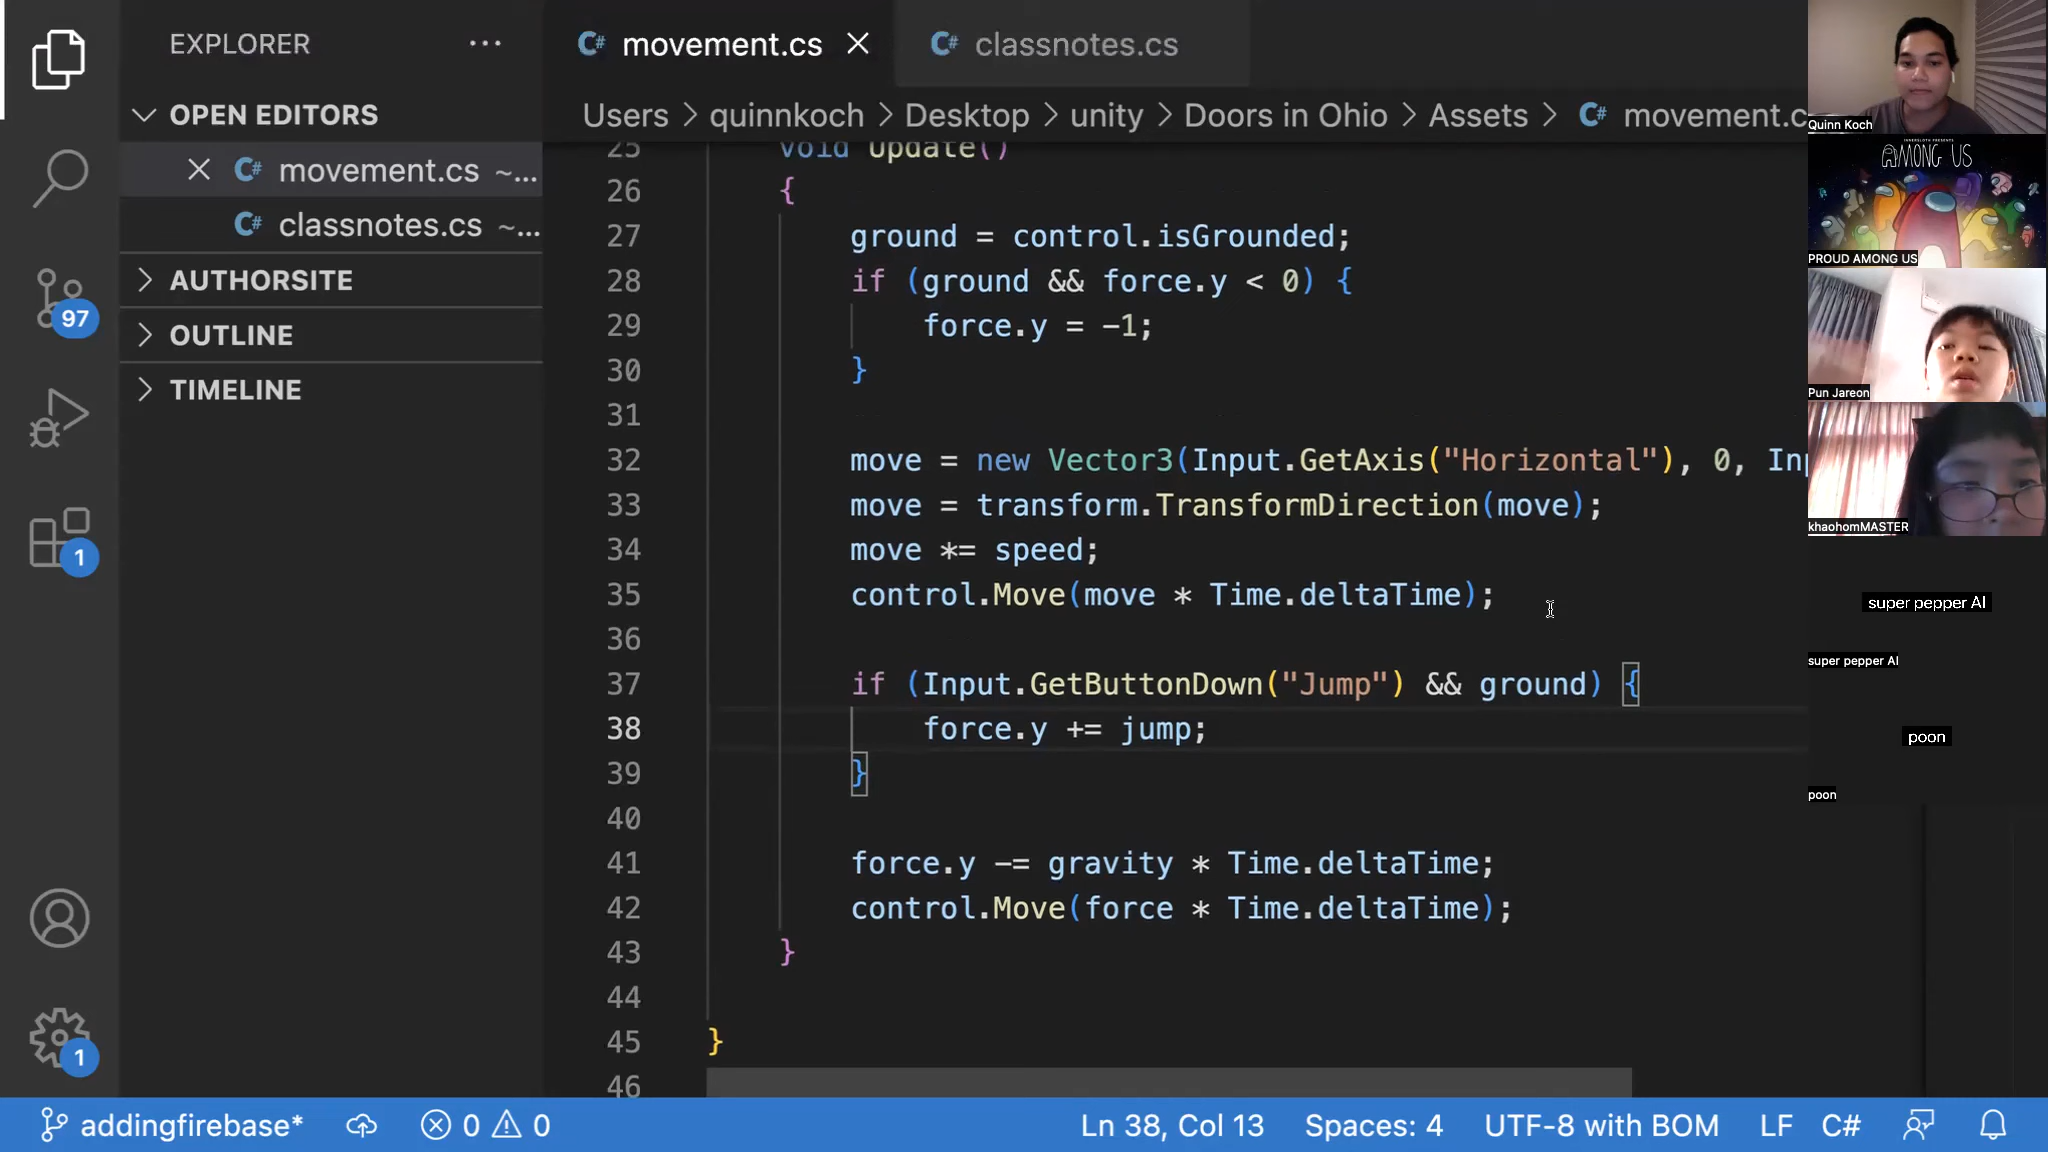 EXPLORER
OPEN EDITORS
movement.cs ~...
classnotes.cs ~...
AUTHORSITE
OUTLINE
TIMELINE
97
1
1
movement.cs
classnotes.cs
Users > quinnkoch > Desktop > unity > Doors in Ohio > Assets > movement.c
25 void Update()
26 {
27 ground = control.isGrounded;
28 if (ground && force.y < 0) {
29 force.y = -1;
30 }
31
32 move = new Vector3(Input.GetAxis("Horizontal"), 0, Inp
33 move = transform.TransformDirection(move);
34 move *= speed;
35 control.Move(move * Time.deltaTime);
36
37 if (Input.GetButtonDown("Jump") && ground) {
38 force.y += jump;
39 }
40
41 force.y -= gravity * Time.deltaTime;
42 control.Move(force * Time.deltaTime);
43 }
44
45 }
46
Quinn Koch
AMONG US
PROUD AMONG US
Pun Jareon
khaohomMASTER
super pepper AI
super pepper AI
poon
poon
addingfirebase* 0 0
Ln 38, Col 13 Spaces: 4 UTF-8 with BOM LF C#